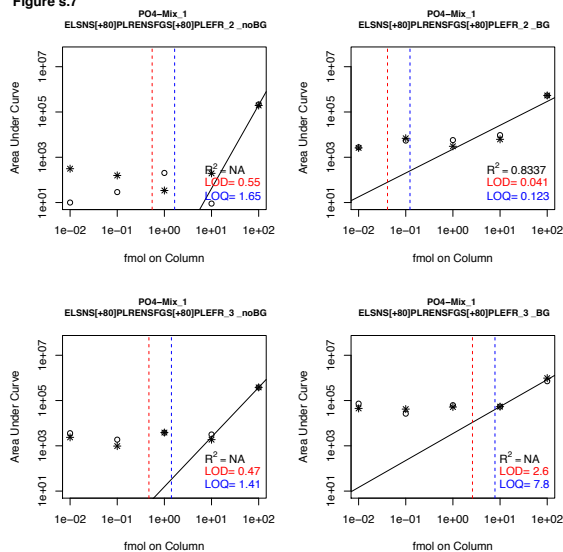 Figure s.7
PO4−Mix_1
ELSNS[+80]PLRENSFGS[+80]PLEFR_2 _noBG
Area Under Curve
1e+07
1e+05
1e+03
1e+01
R2 = NA
LOD= 0.55
LOQ= 1.65
1e−02 1e−01 1e+00 1e+01 1e+02
fmol on Column
PO4−Mix_1
ELSNS[+80]PLRENSFGS[+80]PLEFR_2 _BG
Area Under Curve
1e+07
1e+05
1e+03
1e+01
R2 = 0.8337
LOD= 0.041
LOQ= 0.123
1e−02 1e−01 1e+00 1e+01 1e+02
fmol on Column
PO4−Mix_1
ELSNS[+80]PLRENSFGS[+80]PLEFR_3 _noBG
Area Under Curve
1e+07
1e+05
1e+03
1e+01
R2 = NA
LOD= 0.47
LOQ= 1.41
1e−02 1e−01 1e+00 1e+01 1e+02
fmol on Column
PO4−Mix_1
ELSNS[+80]PLRENSFGS[+80]PLEFR_3 _BG
Area Under Curve
1e+07
1e+05
1e+03
1e+01
R2 = NA
LOD= 2.6
LOQ= 7.8
1e−02 1e−01 1e+00 1e+01 1e+02
fmol on Column